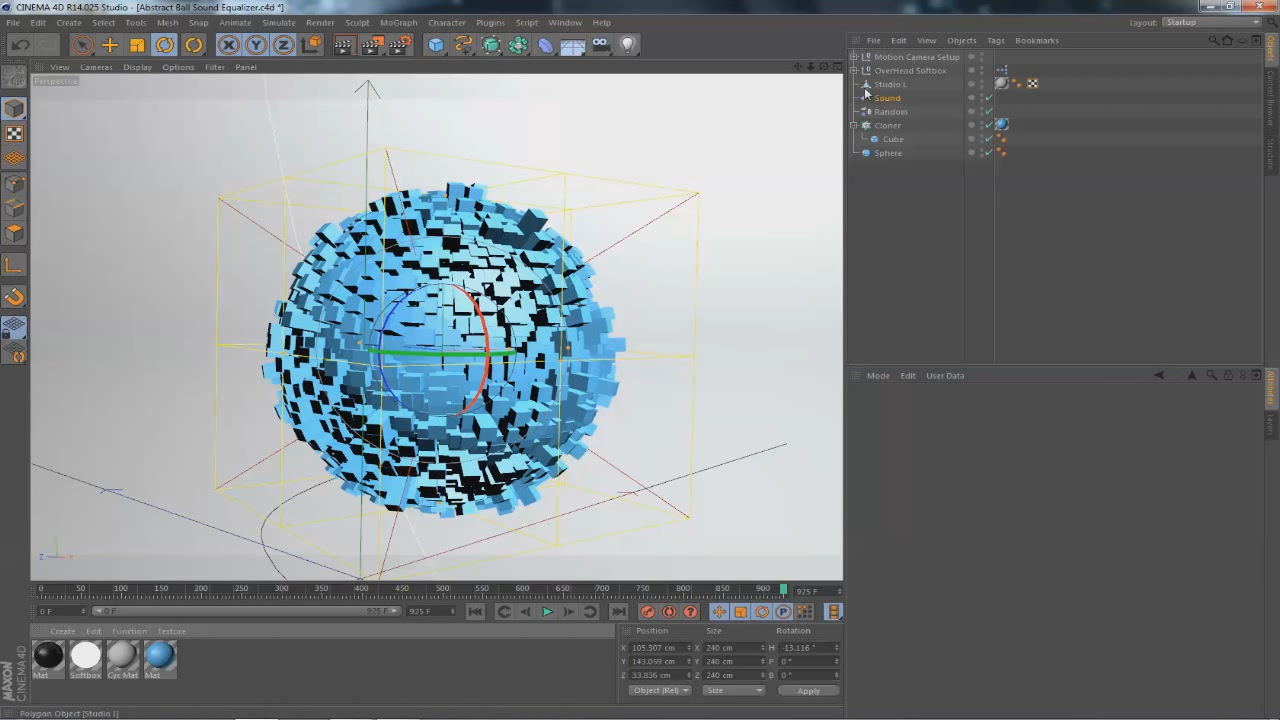 CINEMA 4D R14.025 Studio - [Abstract Ball Sound Equalizer.c4d *]
File Edit Create Select Tools Mesh Snap Animate Simulate Render Sculpt MoGraph Character Plugins Script Window Help
Layout: Startup
File Edit View Objects Tags Bookmarks
Motion Camera Setup
OverHead Softbox
Studio L
Sound
Random
Cloner
Cube
Sphere
Objects
Content Browser
Structure
View Cameras Display Options Filter Panel
Perspective
Mode Edit User Data
Attributes
Layers
0 50 100 150 200 250 300 350 400 450 500 550 600 650 700 750 800 850 900 925 F
0 F 0 F 925 F 925 F
Create Edit Function Texture
Mat Softbox Cyc Mat Mat
Position Size Rotation
X 105.507 cm X 240 cm H -13.116 °
Y 143.059 cm Y 240 cm P 0 °
Z 33.836 cm Z 240 cm B 0 °
Object (Rel) Size Apply
MAXON CINEMA 4D
Polygon Object [Studio L]